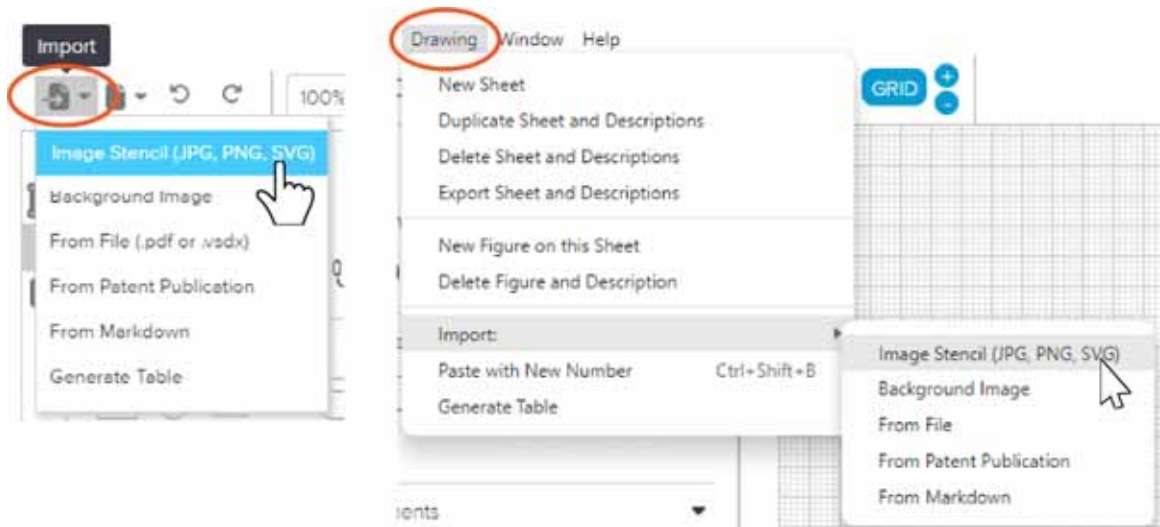 Import
100%
Image Stencil (JPG, PNG, SVG)
Background Image
From File (.pdf or .vsdx)
From Patent Publication
From Markdown
Generate Table
Drawing Window Help
New Sheet
Duplicate Sheet and Descriptions
Delete Sheet and Descriptions
Export Sheet and Descriptions
New Figure on this Sheet
Delete Figure and Description
Import:
Paste with New Number Ctrl+Shift+B
Generate Table
GRID
Image Stencil (JPG, PNG, SVG)
Background Image
From File
From Patent Publication
From Markdown